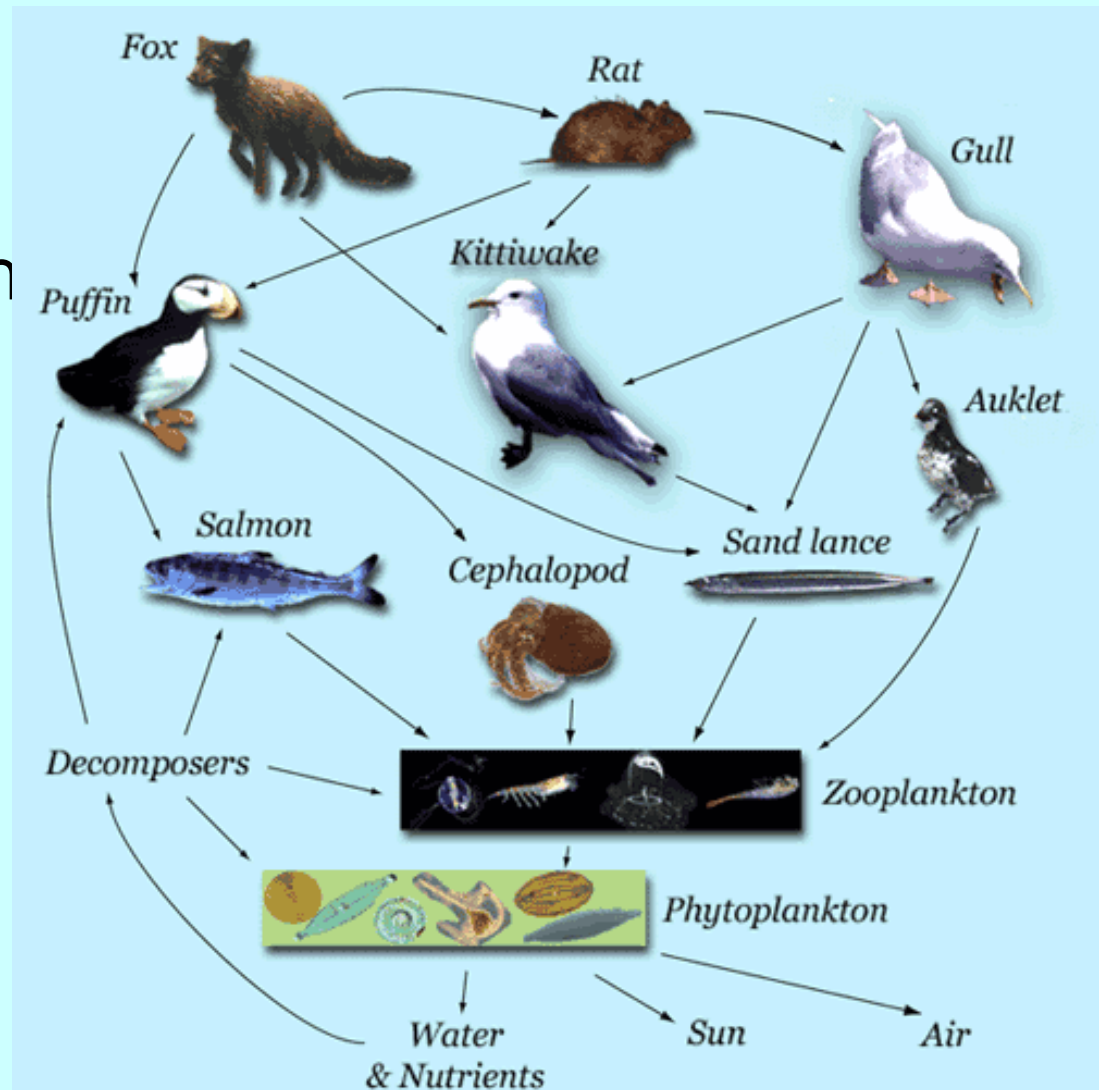 Fox
Rat
Gull
Kittiwake
Puffin
Auklet
Salmon
Sand lance
Cephalopod
Decomposers
Zooplankton
Phytoplankton
Water
& Nutrients
Sun
Air